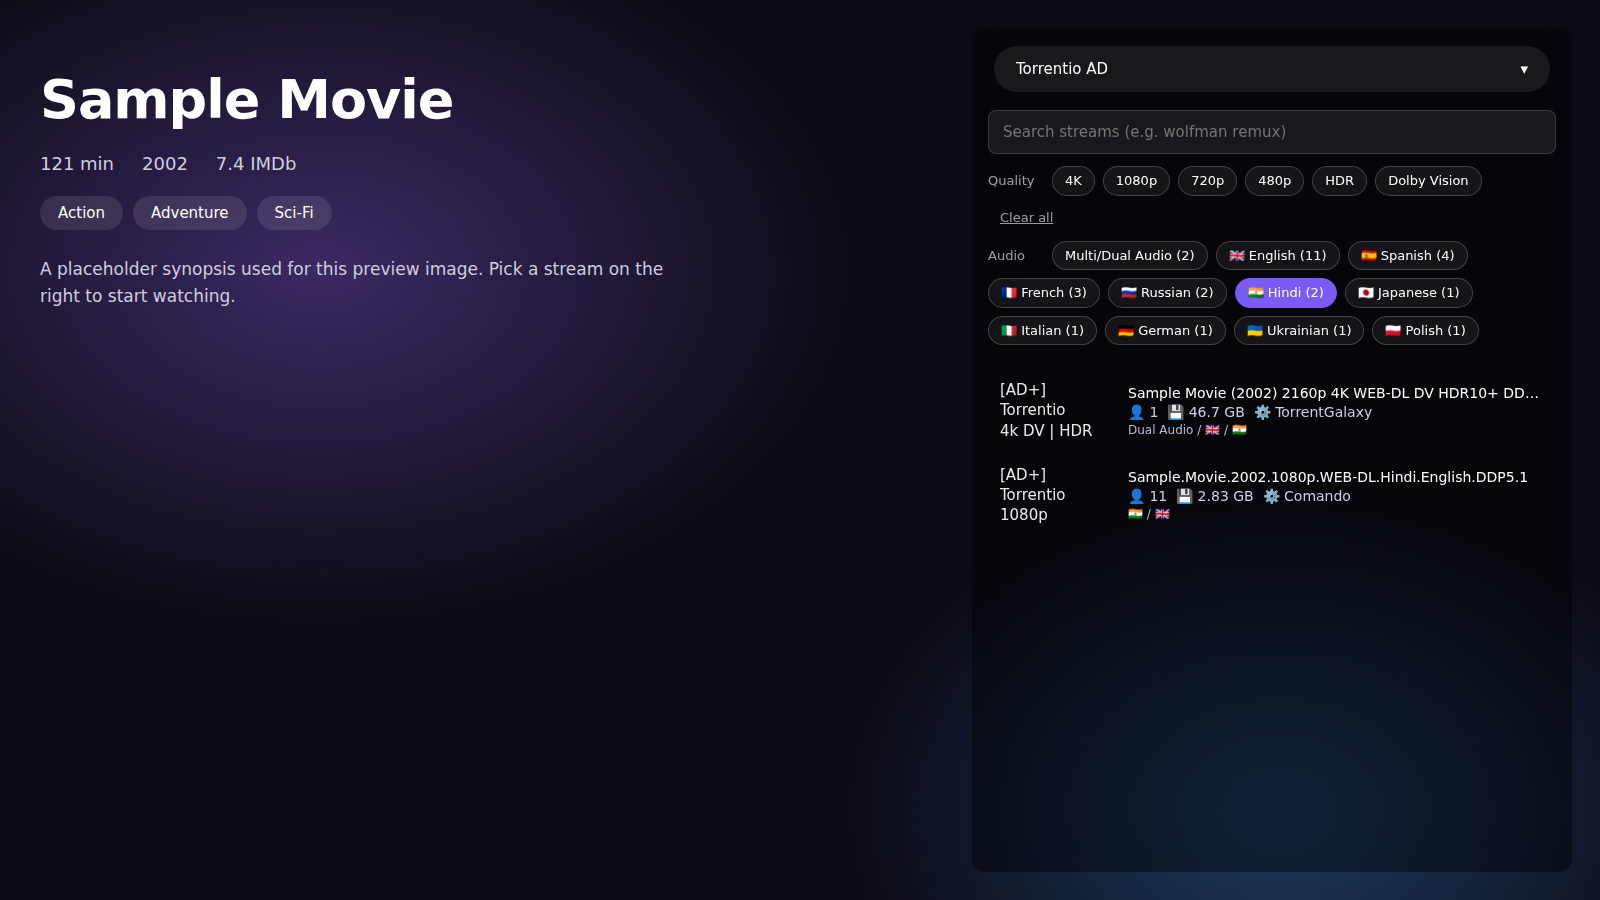 Sample Movie
121 min 2002 7.4 IMDb
Action Adventure Sci-Fi
A placeholder synopsis used for this preview image. Pick a stream on the
right to start watching.
Torrentio AD ▾
Search streams (e.g. wolfman remux)
Quality 4K 1080p 720p 480p HDR Dolby Vision
Clear all
Audio Multi/Dual Audio (2) 🇬🇧 English (11) 🇪🇸 Spanish (4)
🇫🇷 French (3) 🇷🇺 Russian (2) 🇮🇳 Hindi (2) 🇯🇵 Japanese (1)
🇮🇹 Italian (1) 🇩🇪 German (1) 🇺🇦 Ukrainian (1) 🇵🇱 Polish (1)
[AD+]
Torrentio
4k DV | HDR
Sample Movie (2002) 2160p 4K WEB-DL DV HDR10+ DD…
👤 1 💾 46.7 GB ⚙️ TorrentGalaxy
Dual Audio / 🇬🇧 / 🇮🇳
[AD+]
Torrentio
1080p
Sample.Movie.2002.1080p.WEB-DL.Hindi.English.DDP5.1
👤 11 💾 2.83 GB ⚙️ Comando
🇮🇳 / 🇬🇧